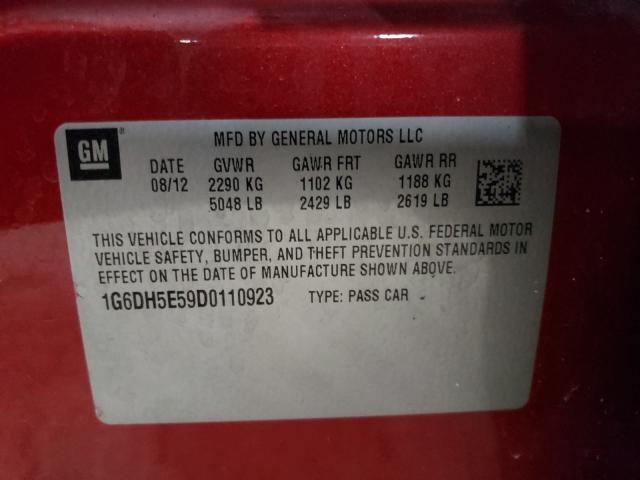 GM ®
MFD BY GENERAL MOTORS LLC
DATE GVWR GAWR FRT GAWR RR
08/12 2290 KG 1102 KG 1188 KG
5048 LB 2429 LB 2619 LB
THIS VEHICLE CONFORMS TO ALL APPLICABLE U.S. FEDERAL MOTOR
VEHICLE SAFETY, BUMPER, AND THEFT PREVENTION STANDARDS IN
EFFECT ON THE DATE OF MANUFACTURE SHOWN ABOVE.
1G6DH5E59D0110923 TYPE: PASS CAR